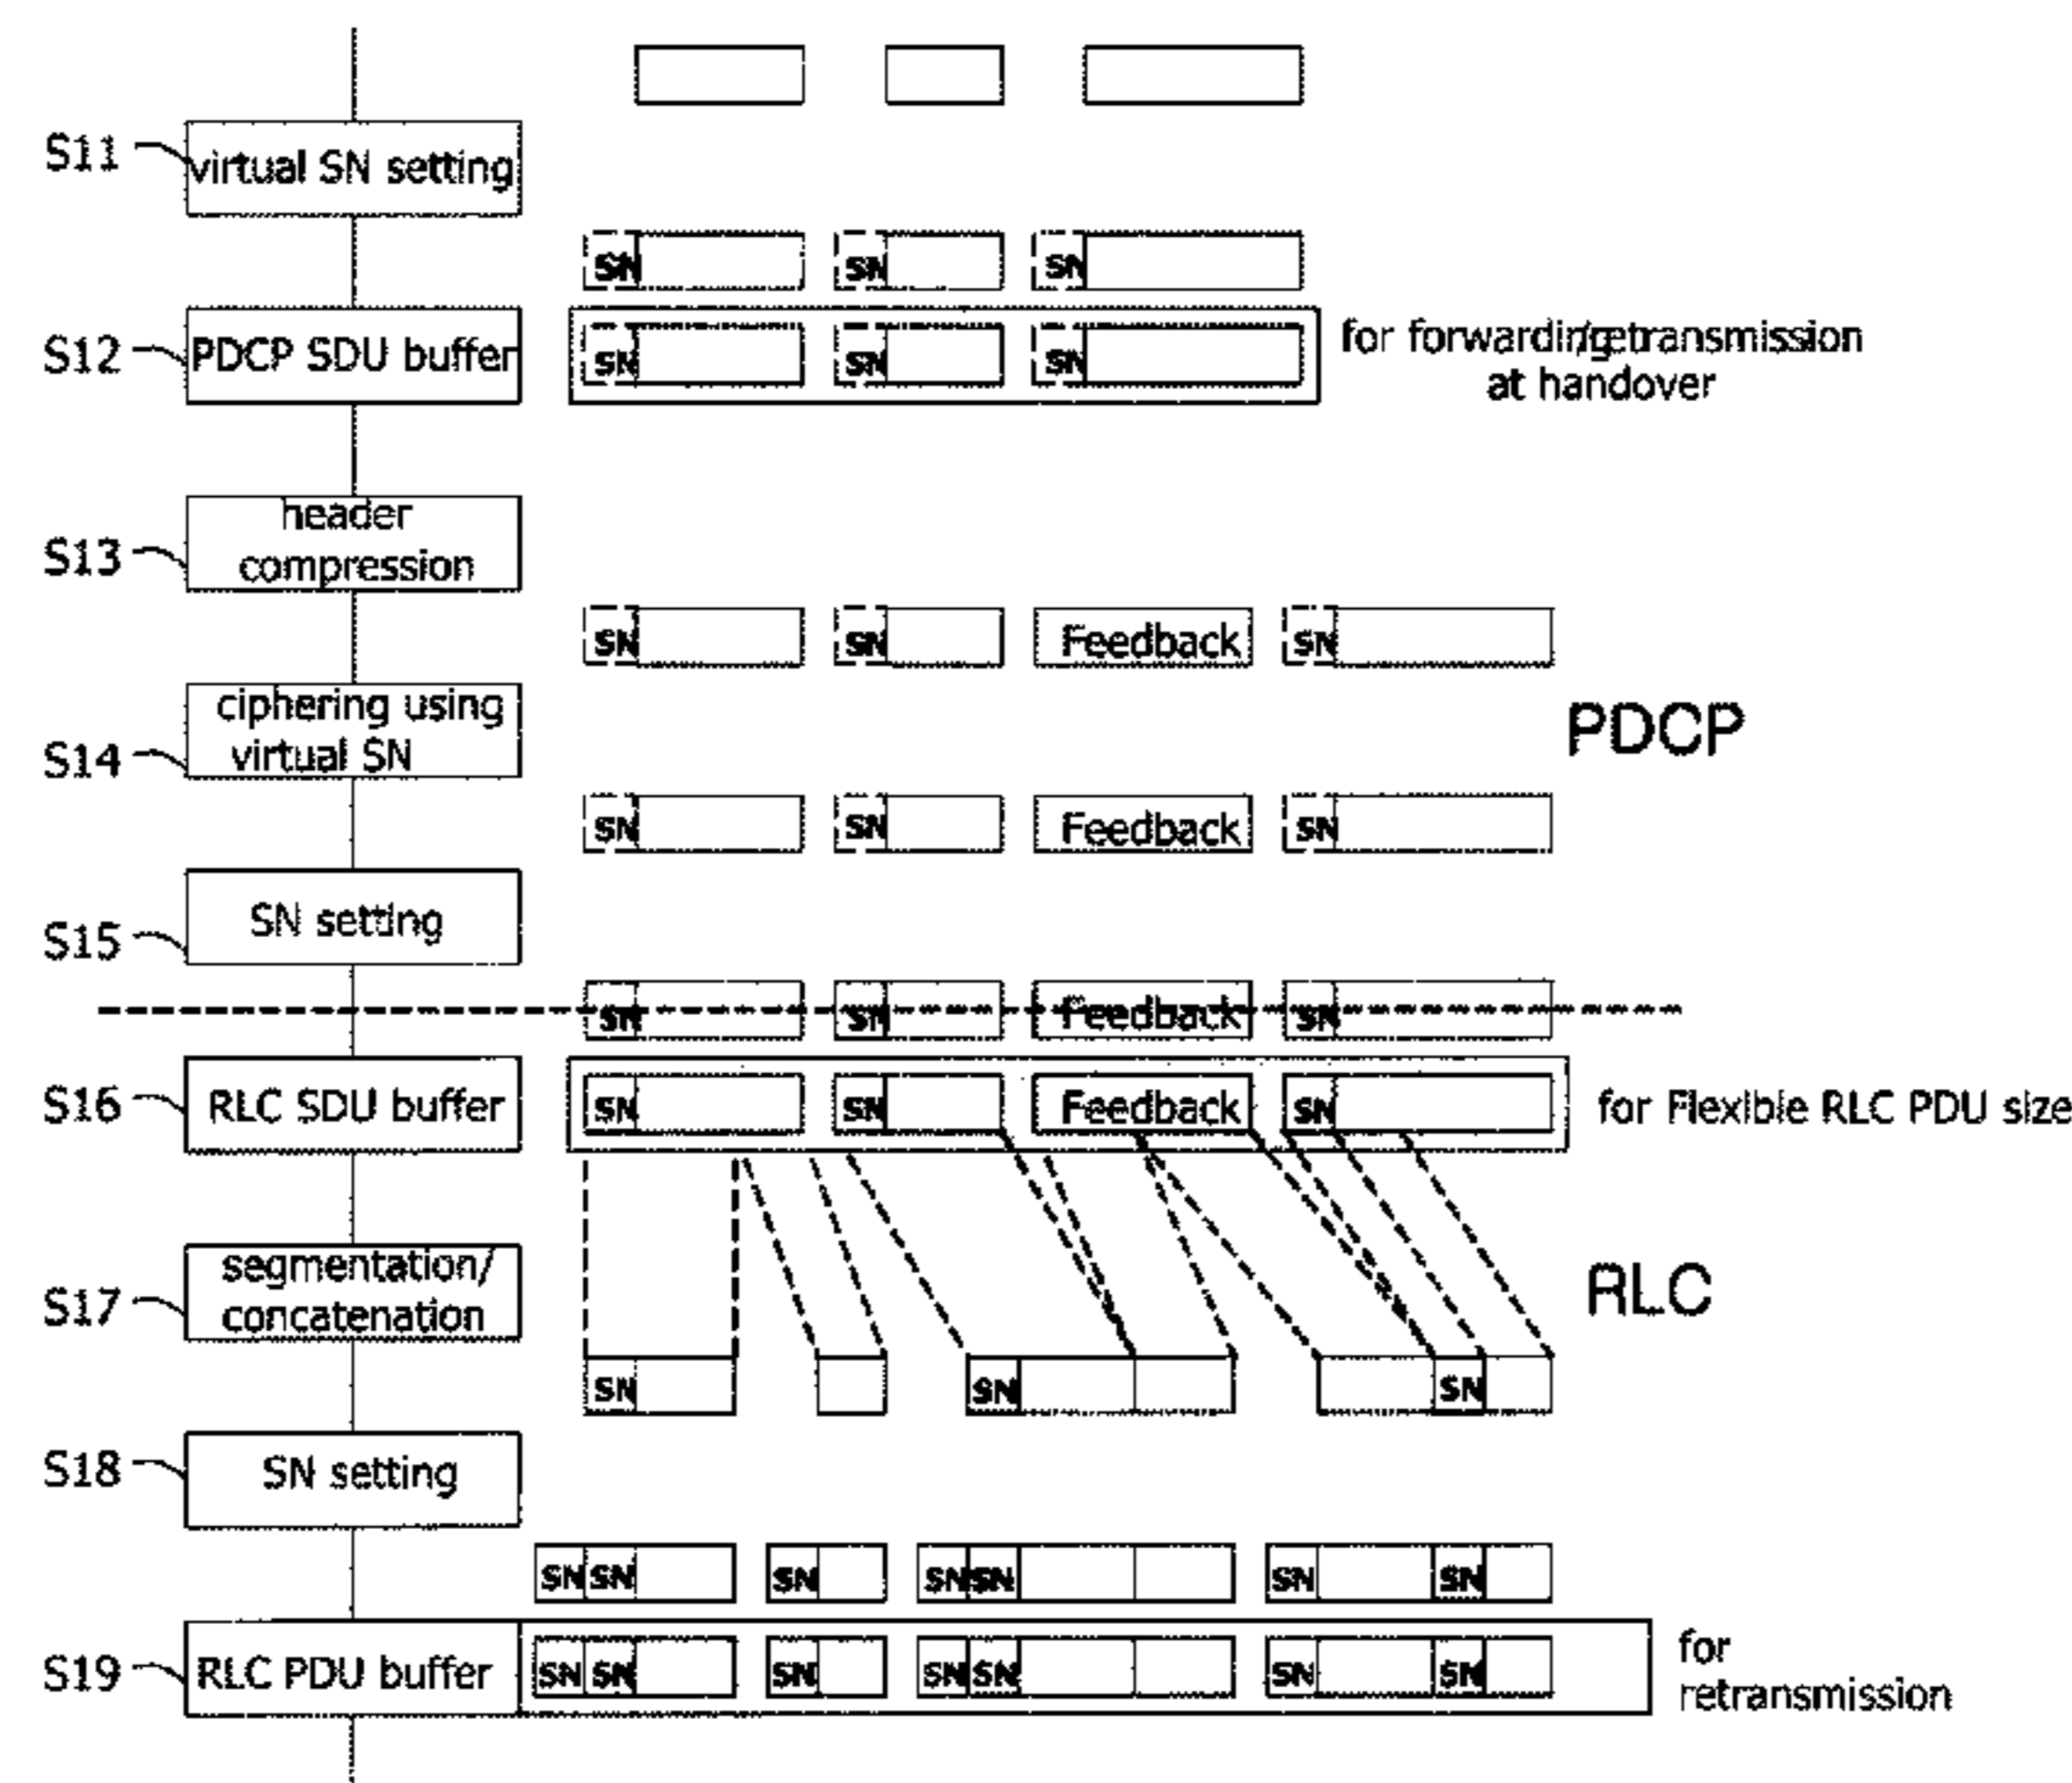 S11
virtual SN setting
SN SN SN
S12
PDCP SDU buffer
SN SN SN
for forwarding/retransmission
at handover
S13
header
compression
SN SN Feedback SN
S14
ciphering using
virtual SN
PDCP
SN SN Feedback SN
S15
SN setting
SN SN Feedback SN
S16
RLC SDU buffer
SN SN Feedback SN
for Flexible RLC PDU size
S17
segmentation/
concatenation
RLC
SN SN SN
S18
SN setting
SN SN SN SN SN SN SN
S19
RLC PDU buffer
SN SN SN SN SN SN SN
for
retransmission